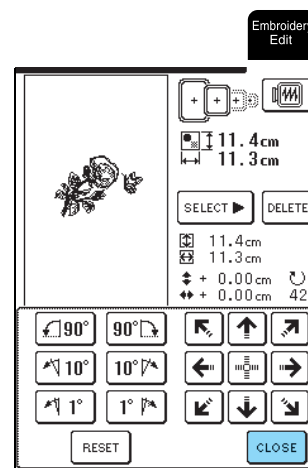 Embroidery
Edit
11.4cm
11.3cm
SELECT ▶
DELETE
11.4cm
11.3cm
+ 0.00cm
+ 0.00cm 42
90° 90°
10° 10°
1° 1°
RESET
CLOSE